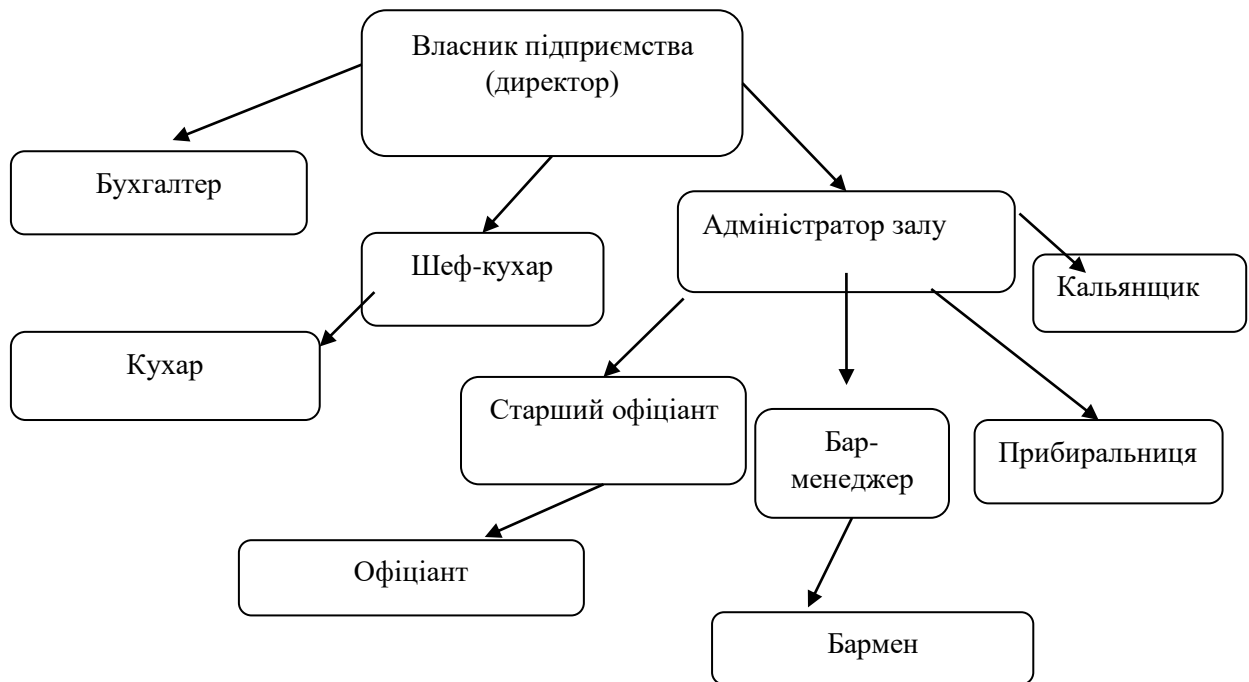 Власник підприємства
(директор)
Бухгалтер
Адміністратор залу
Шеф-кухар
Кальянщик
Кухар
Старший офіціант
Бар-
менеджер
Прибиральниця
Офіціант
Бармен